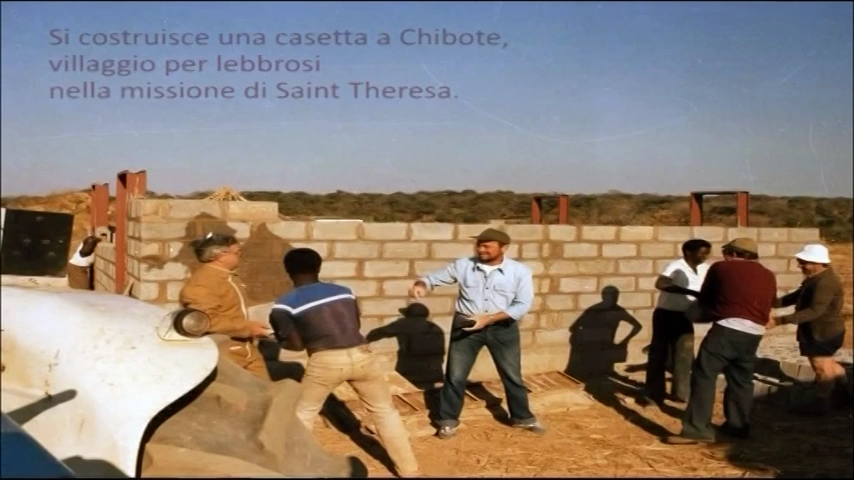 Si costruisce una casetta a Chibote,
villaggio per lebbrosi
nella missione di Saint Theresa.